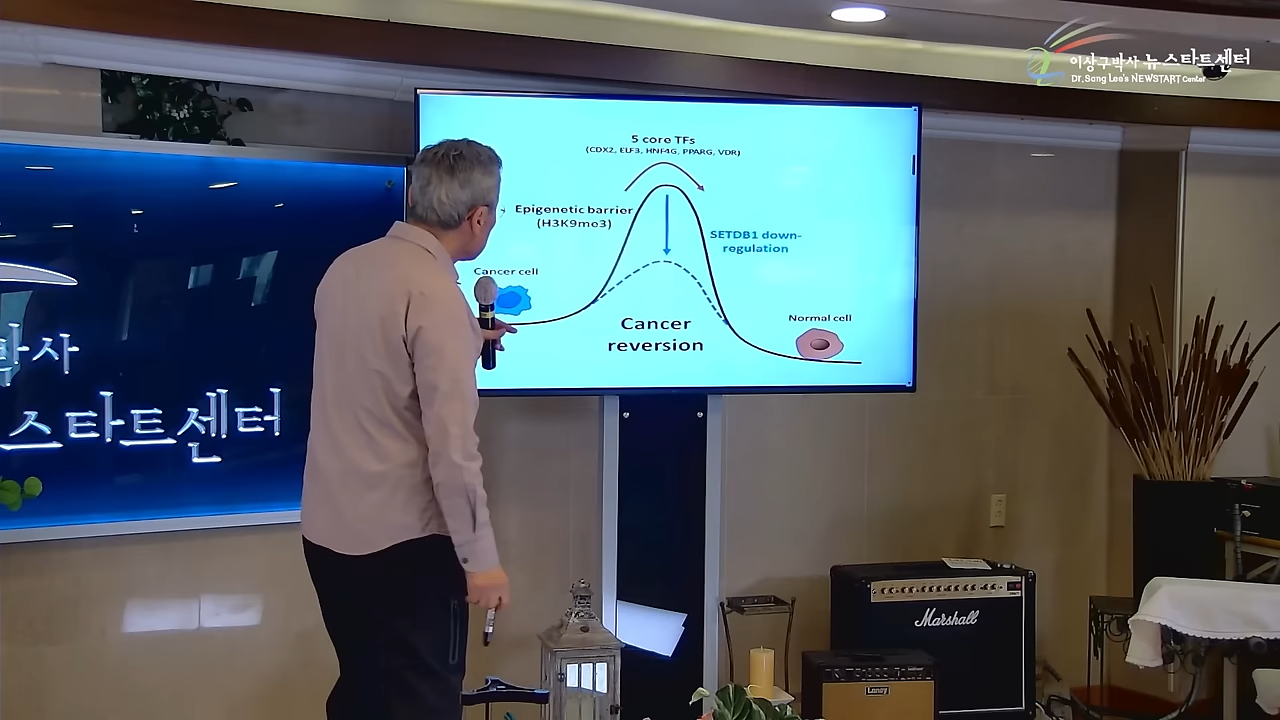 이상구박사 뉴스타트센터
Dr.Sang Lee's NEWSTART Center
5 core TFs
(CDX2, ELF3, HNF4G, PPARG, VDR)
Epigenetic barrier
(H3K9me3)
SETDB1 down-
regulation
Cancer cell
Normal cell
Cancer
reversion
박사
스타트센터
Marshall
Laney